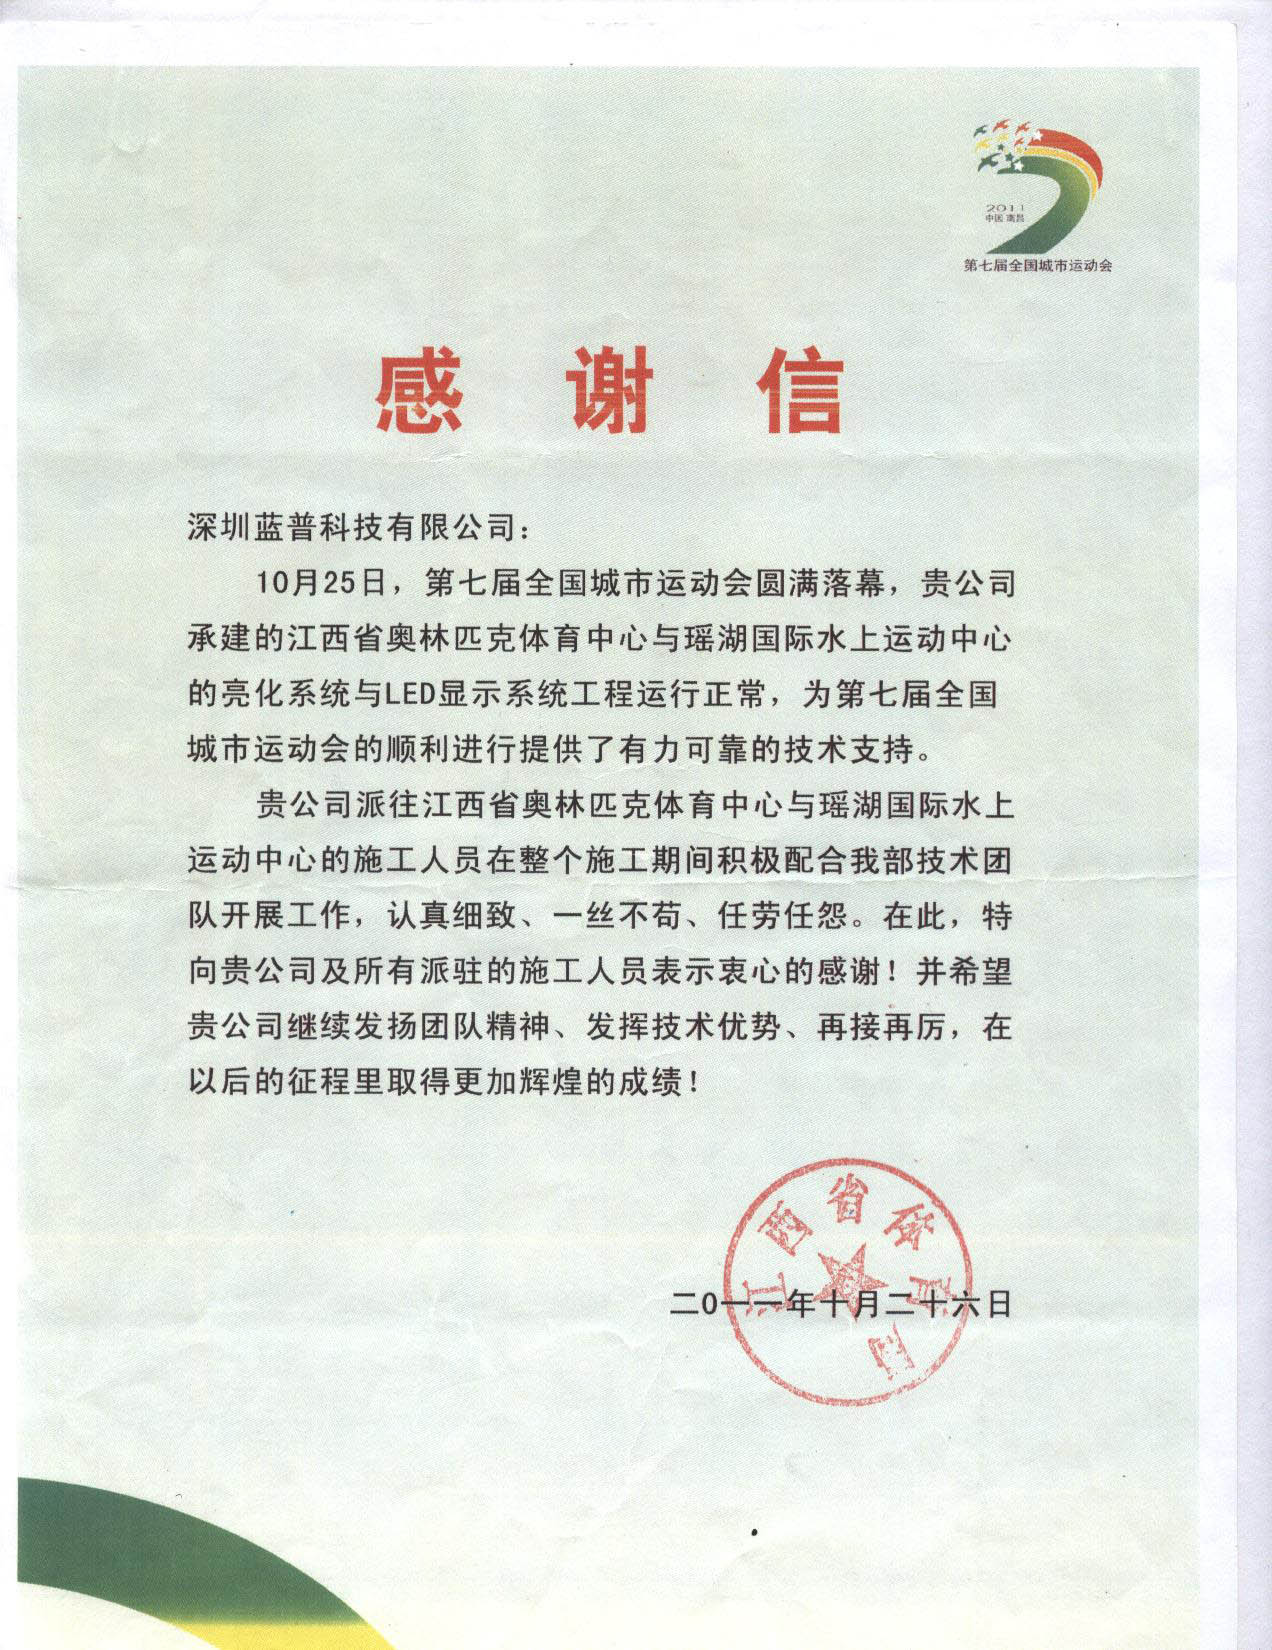 2011
中国 南昌
第七届全国城市运动会
感谢信
深圳蓝普科技有限公司：
10月25日，第七届全国城市运动会圆满落幕，贵公司
承建的江西省奥林匹克体育中心与瑶湖国际水上运动中心
的亮化系统与LED显示系统工程运行正常，为第七届全国
城市运动会的顺利进行提供了有力可靠的技术支持。
贵公司派往江西省奥林匹克体育中心与瑶湖国际水上
运动中心的施工人员在整个施工期间积极配合我部技术团
队开展工作，认真细致、一丝不苟、任劳任怨。在此，特
向贵公司及所有派驻的施工人员表示衷心的感谢！并希望
贵公司继续发扬团队精神、发挥技术优势、再接再厉，在
以后的征程里取得更加辉煌的成绩！
江西省体育局
二0一一年十月二十六日